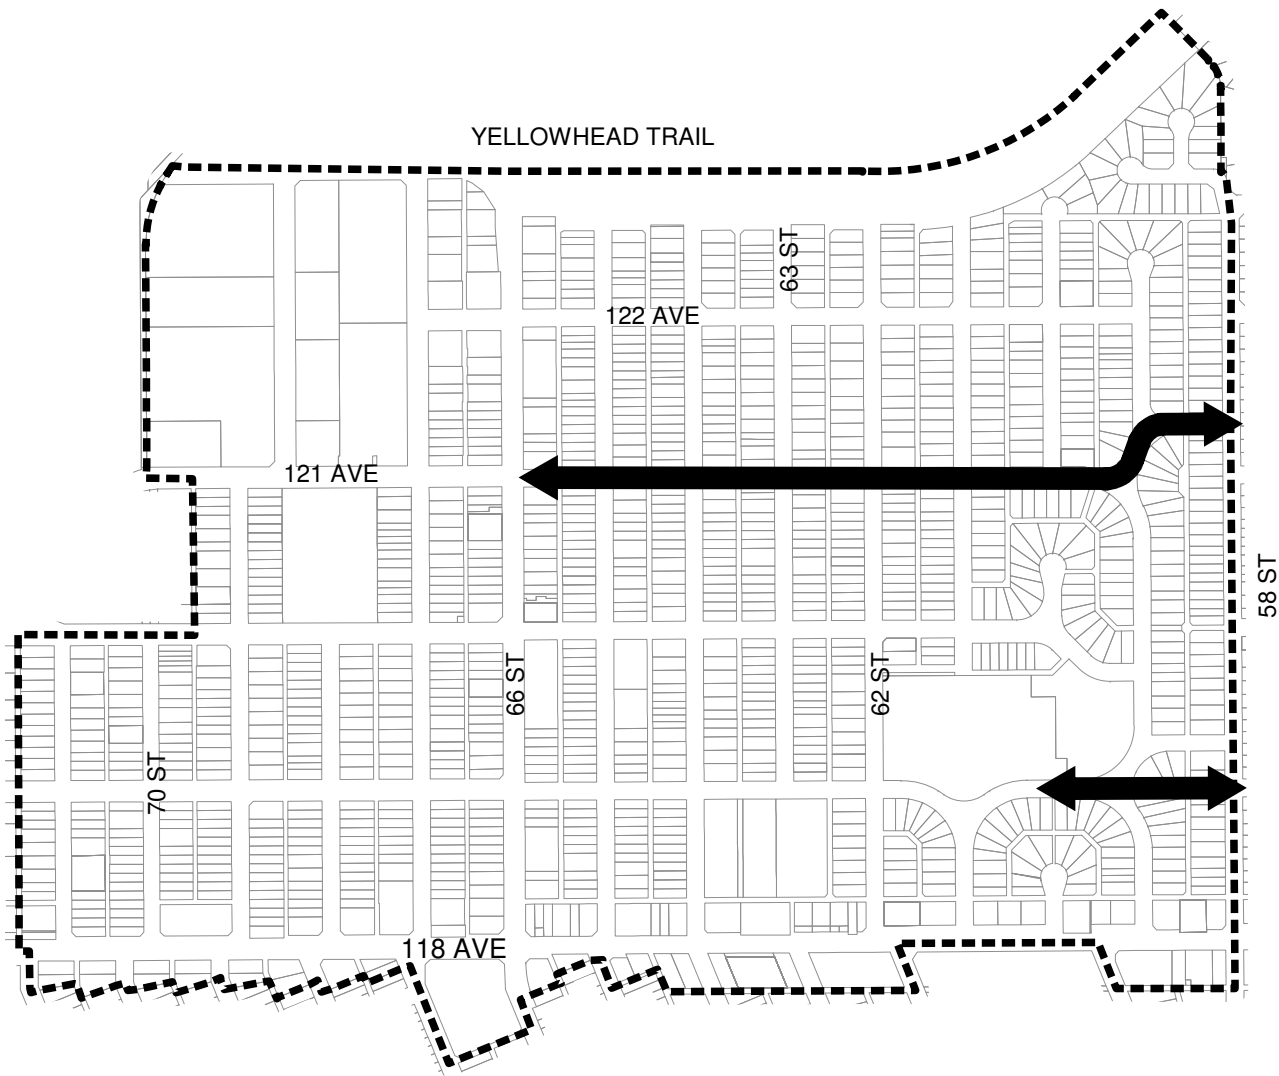 YELLOWHEAD TRAIL
63 ST
122 AVE
121 AVE
58 ST
66 ST
62 ST
70 ST
118 AVE